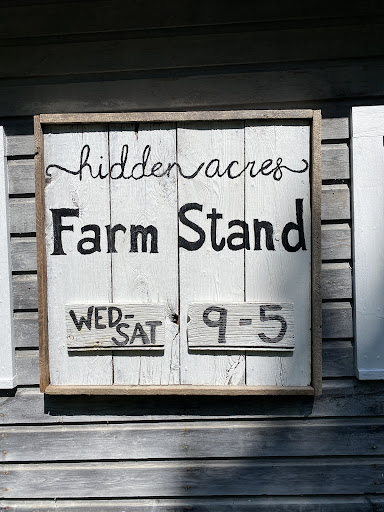 hidden acres
Farm Stand
WED-
SAT
9-5